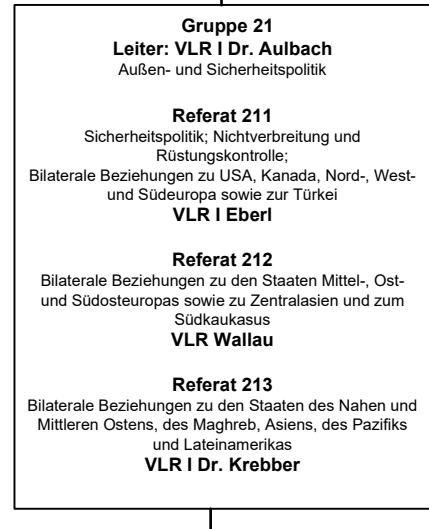 Gruppe 21
Leiter: VLR I Dr. Aulbach
Außen- und Sicherheitspolitik
Referat 211
Sicherheitspolitik; Nichtverbreitung und
Rüstungskontrolle;
Bilaterale Beziehungen zu USA, Kanada, Nord-, West-
und Südeuropa sowie zur Türkei
VLR I Eberl
Referat 212
Bilaterale Beziehungen zu den Staaten Mittel-, Ost-
und Südosteuropas sowie zu Zentralasien und zum
Südkaukasus
VLR Wallau
Referat 213
Bilaterale Beziehungen zu den Staaten des Nahen und
Mittleren Ostens, des Maghreb, Asiens, des Pazifiks
und Lateinamerikas
VLR I Dr. Krebber